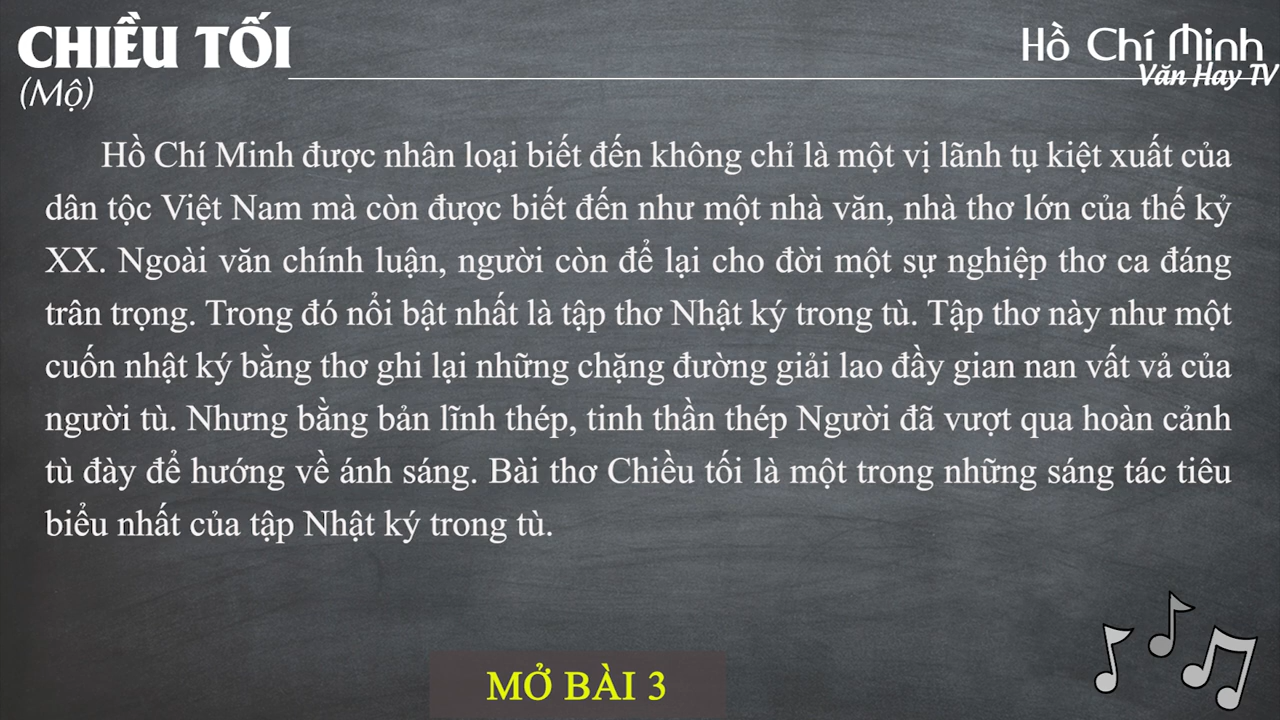 CHIỀU TỐI
(Mộ)
Hồ Chí Minh
Văn Hay TV
Hồ Chí Minh được nhân loại biết đến không chỉ là một vị lãnh tụ kiệt xuất của
dân tộc Việt Nam mà còn được biết đến như một nhà văn, nhà thơ lớn của thế kỷ
XX. Ngoài văn chính luận, người còn để lại cho đời một sự nghiệp thơ ca đáng
trân trọng. Trong đó nổi bật nhất là tập thơ Nhật ký trong tù. Tập thơ này như một
cuốn nhật ký bằng thơ ghi lại những chặng đường giải lao đầy gian nan vất vả của
người tù. Nhưng bằng bản lĩnh thép, tinh thần thép Người đã vượt qua hoàn cảnh
tù đày để hướng về ánh sáng. Bài thơ Chiều tối là một trong những sáng tác tiêu
biểu nhất của tập Nhật ký trong tù.
MỞ BÀI 3